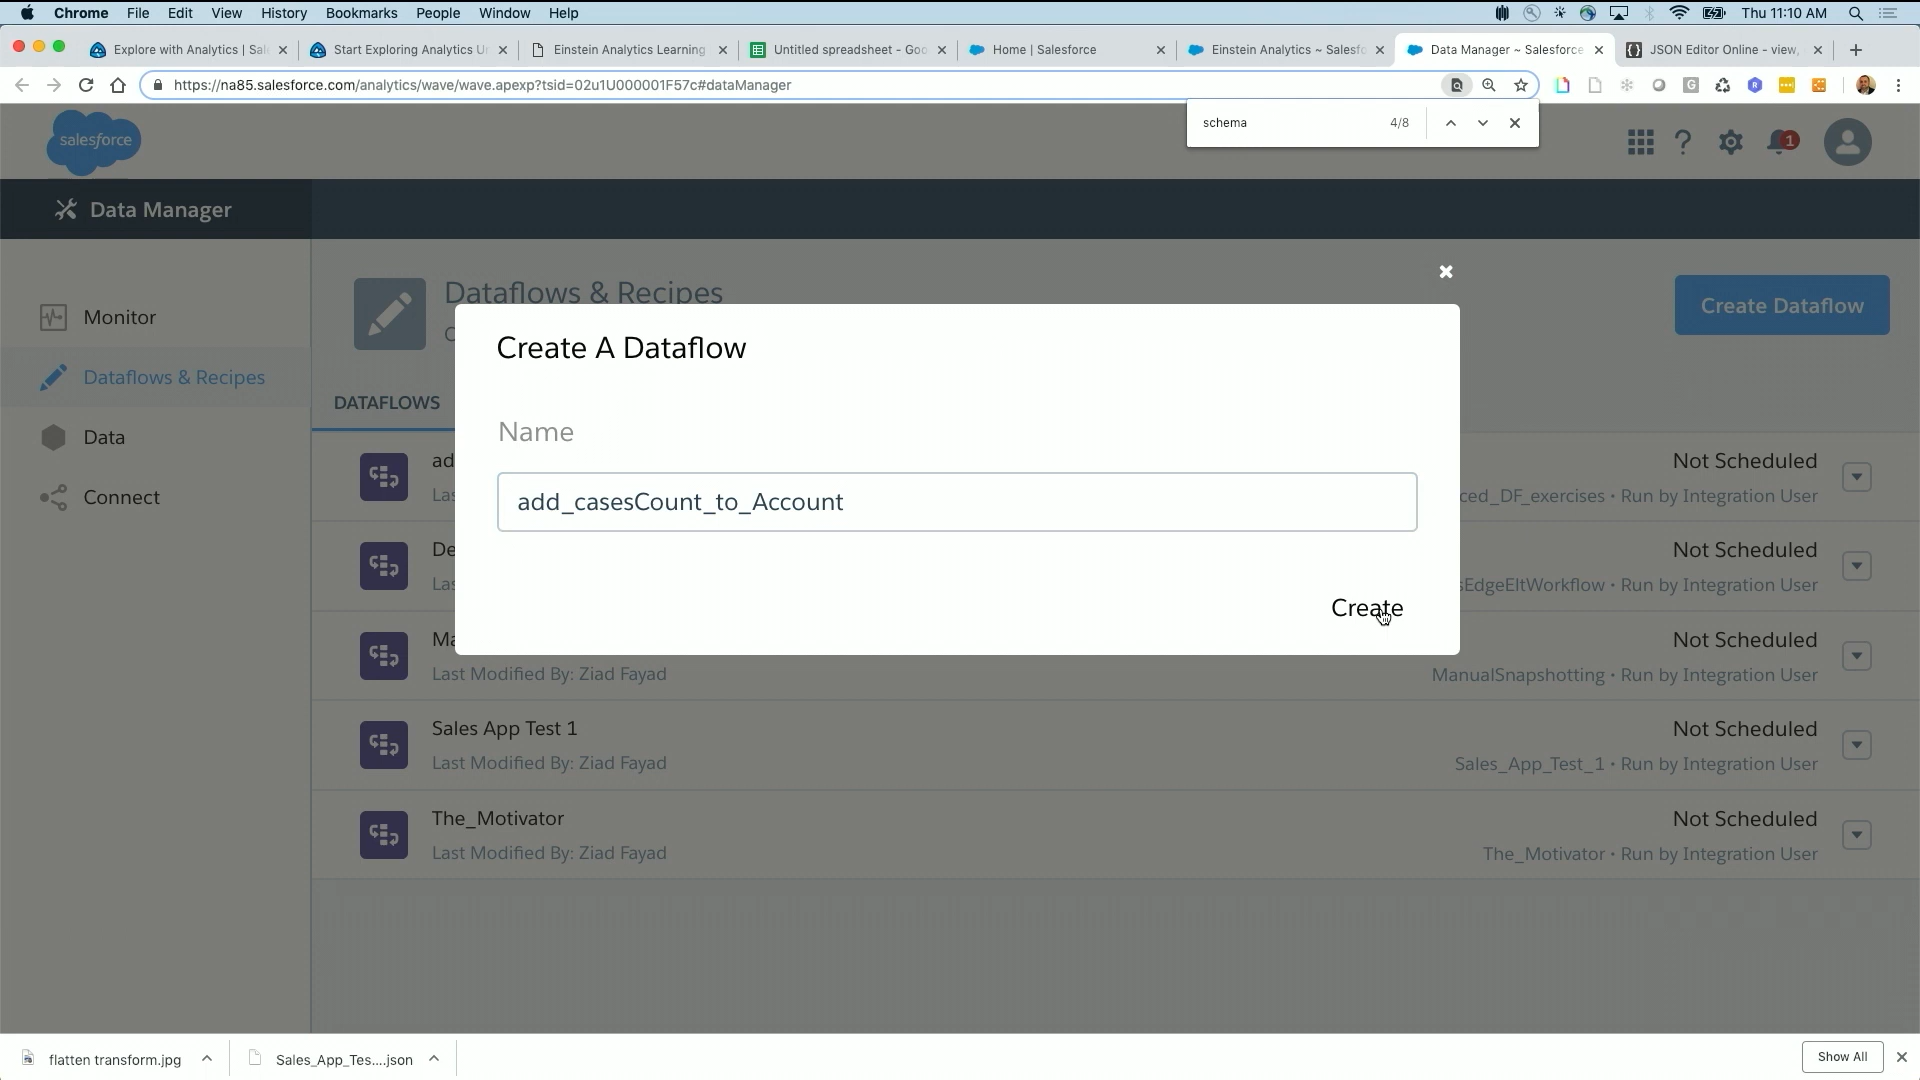 Chrome File Edit View History Bookmarks People Window Help Thu 11:10 AM
Explore with Analytics | Sal Start Exploring Analytics U Einstein Analytics Learning Untitled spreadsheet - Goo Home | Salesforce Einstein Analytics ~ Salesfo Data Manager ~ Salesforce JSON Editor Online - view,
https://na85.salesforce.com/analytics/wave/wave.apexp?tsid=02u1U000001F57c#dataManager
schema 4/8
salesforce
1
Data Manager
Dataflows & Recipes
Create Dataflow
Monitor
Dataflows & Recipes
Data
Connect
DATAFLOWS
Create A Dataflow
Name
add_casesCount_to_Account
Create
ad Not Scheduled
Las ced_DF_exercises • Run by Integration User
De Not Scheduled
Las sEdgeEltWorkflow • Run by Integration User
Ma Not Scheduled
Last Modified By: Ziad Fayad ManualSnapshotting • Run by Integration User
Sales App Test 1 Not Scheduled
Last Modified By: Ziad Fayad Sales_App_Test_1 • Run by Integration User
The_Motivator Not Scheduled
Last Modified By: Ziad Fayad The_Motivator • Run by Integration User
flatten transform.jpg Sales_App_Tes....json Show All